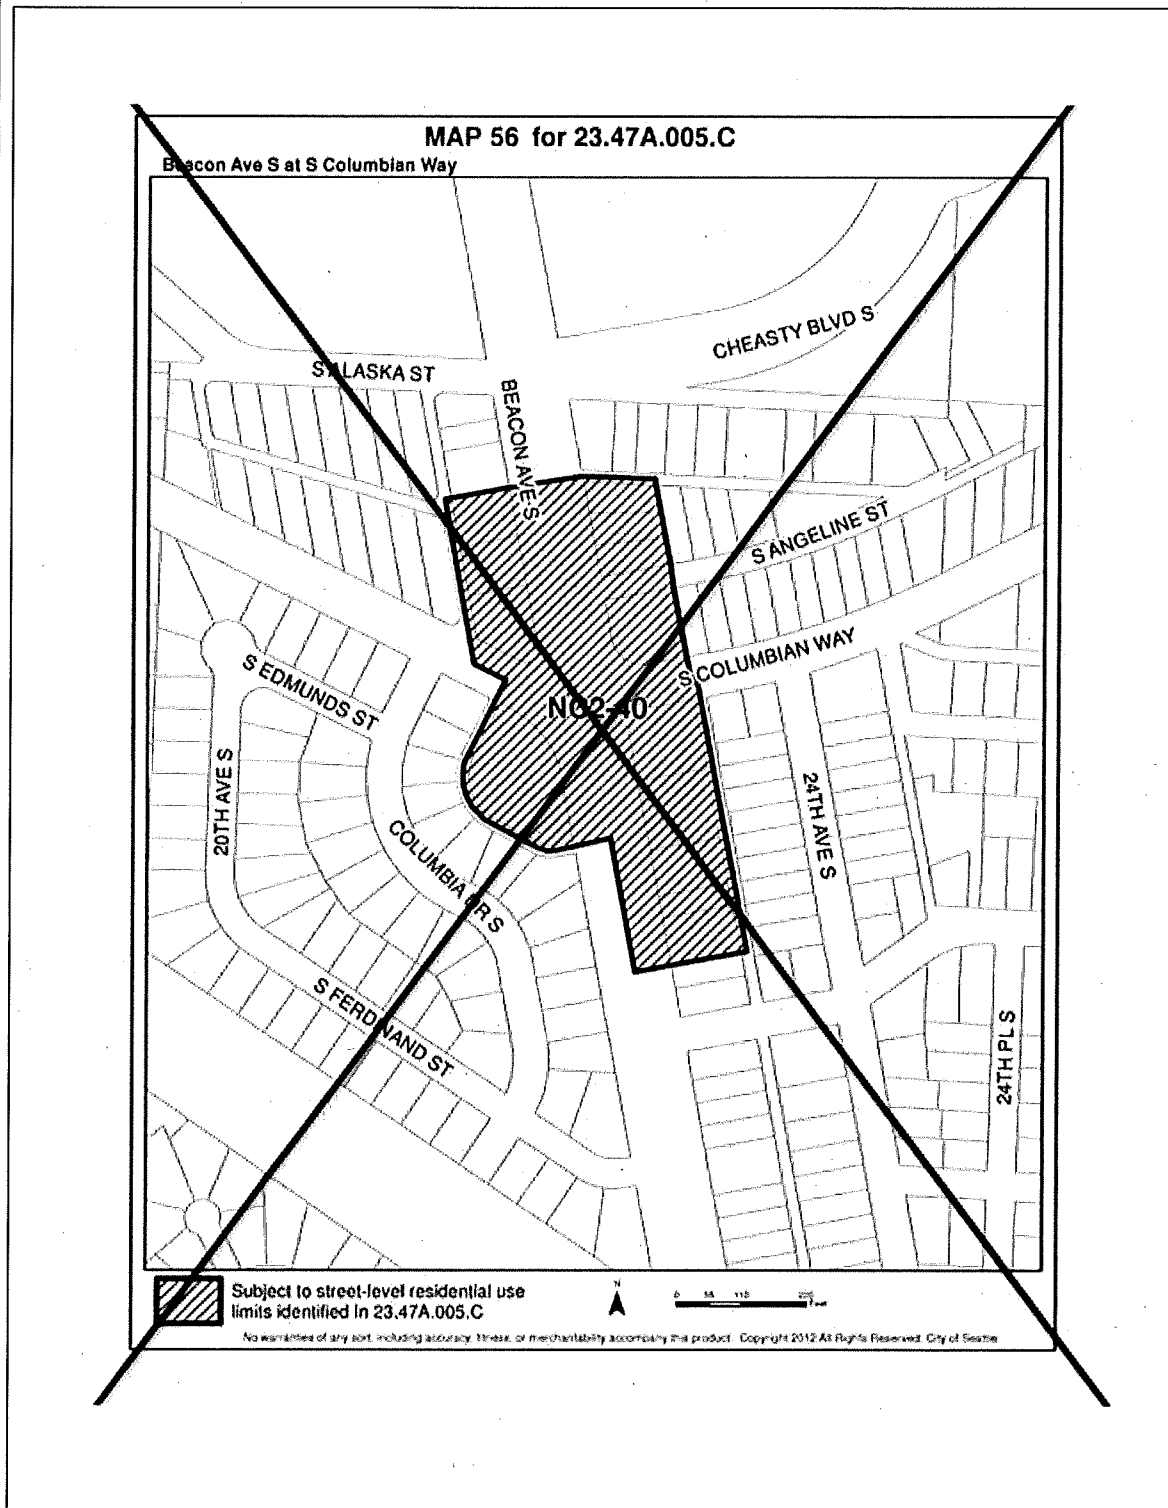 MAP 56 for 23.47A.005.C
Beacon Ave S at S Columbian Way
CHEASTY BLVD S
S ALASKA ST
BEACON AVE S
S ANGELINE ST
S COLUMBIAN WAY
S EDMUNDS ST
NC2-40
20TH AVE S
24TH AVE S
COLUMBIA DR S
S FERDINAND ST
24TH PL S
Subject to street-level residential use
limits identified in 23.47A.005.C
N
0
Feet
No warranties of any sort, including accuracy, fitness, or merchantability accompany this product. Copyright 2012 All Rights Reserved. City of Seattle